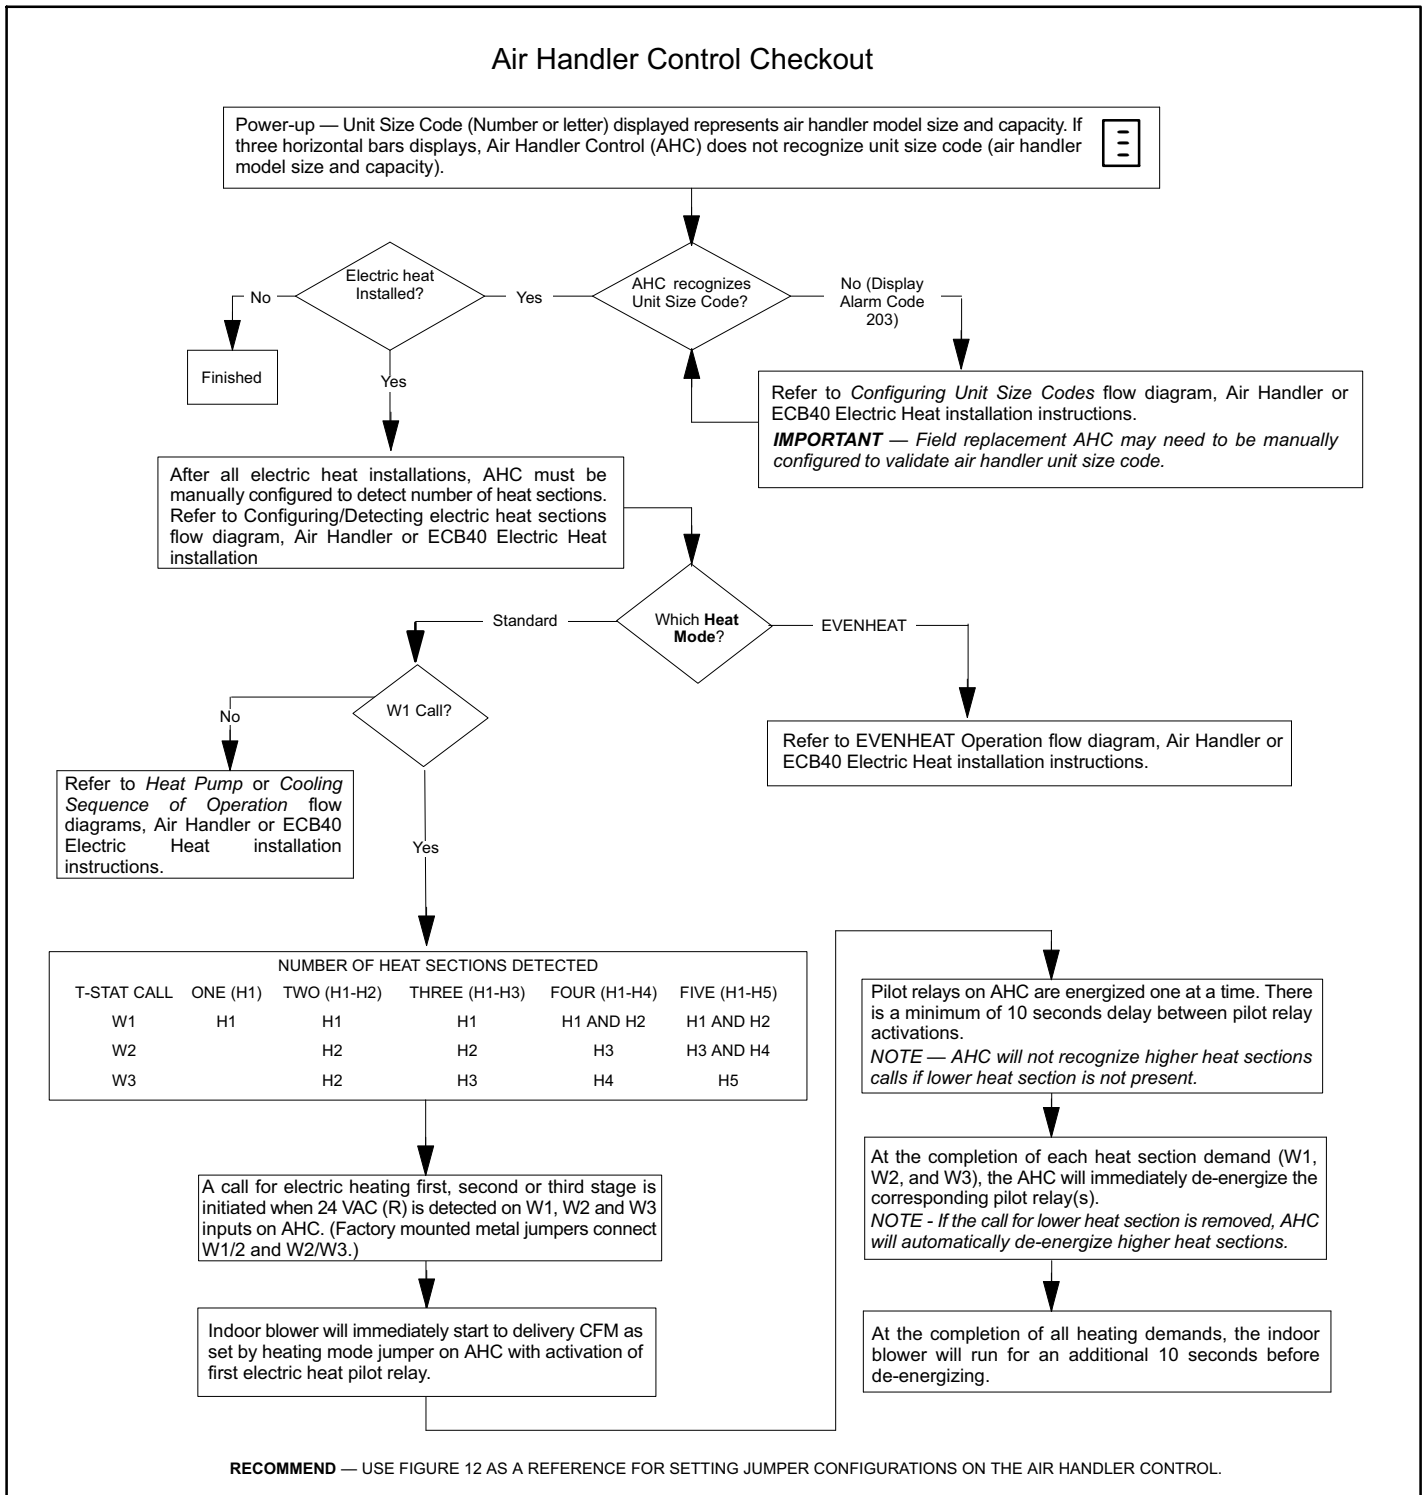 Air Handler Control Checkout
Power-up — Unit Size Code (Number or letter) displayed represents air handler model size and capacity. If
three horizontal bars displays, Air Handler Control (AHC) does not recognize unit size code (air handler
model size and capacity).
Electric heat
Installed?
AHC recognizes
Unit Size Code?
No
Yes
No (Display
Alarm Code
203)
Finished
Yes
Refer to Configuring Unit Size Codes flow diagram, Air Handler or
ECB40 Electric Heat installation instructions.
IMPORTANT — Field replacement AHC may need to be manually
configured to validate air handler unit size code.
After all electric heat installations, AHC must be
manually configured to detect number of heat sections.
Refer to Configuring/Detecting electric heat sections
flow diagram, Air Handler or ECB40 Electric Heat
installation
Which Heat
Mode?
Standard
EVENHEAT
W1 Call?
No
Refer to EVENHEAT Operation flow diagram, Air Handler or
ECB40 Electric Heat installation instructions.
Refer to Heat Pump or Cooling
Sequence of Operation flow
diagrams, Air Handler or ECB40
Electric Heat installation
instructions.
Yes
NUMBER OF HEAT SECTIONS DETECTED
T-STAT CALL ONE (H1) TWO (H1-H2) THREE (H1-H3) FOUR (H1-H4) FIVE (H1-H5)
W1 H1 H1 H1 H1 AND H2 H1 AND H2
W2 H2 H2 H3 H3 AND H4
W3 H2 H3 H4 H5
A call for electric heating first, second or third stage is
initiated when 24 VAC (R) is detected on W1, W2 and W3
inputs on AHC. (Factory mounted metal jumpers connect
W1/2 and W2/W3.)
Indoor blower will immediately start to delivery CFM as
set by heating mode jumper on AHC with activation of
first electric heat pilot relay.
Pilot relays on AHC are energized one at a time. There
is a minimum of 10 seconds delay between pilot relay
activations.
NOTE — AHC will not recognize higher heat sections
calls if lower heat section is not present.
At the completion of each heat section demand (W1,
W2, and W3), the AHC will immediately de-energize the
corresponding pilot relay(s).
NOTE - If the call for lower heat section is removed, AHC
will automatically de-energize higher heat sections.
At the completion of all heating demands, the indoor
blower will run for an additional 10 seconds before
de-energizing.
RECOMMEND — USE FIGURE 12 AS A REFERENCE FOR SETTING JUMPER CONFIGURATIONS ON THE AIR HANDLER CONTROL.